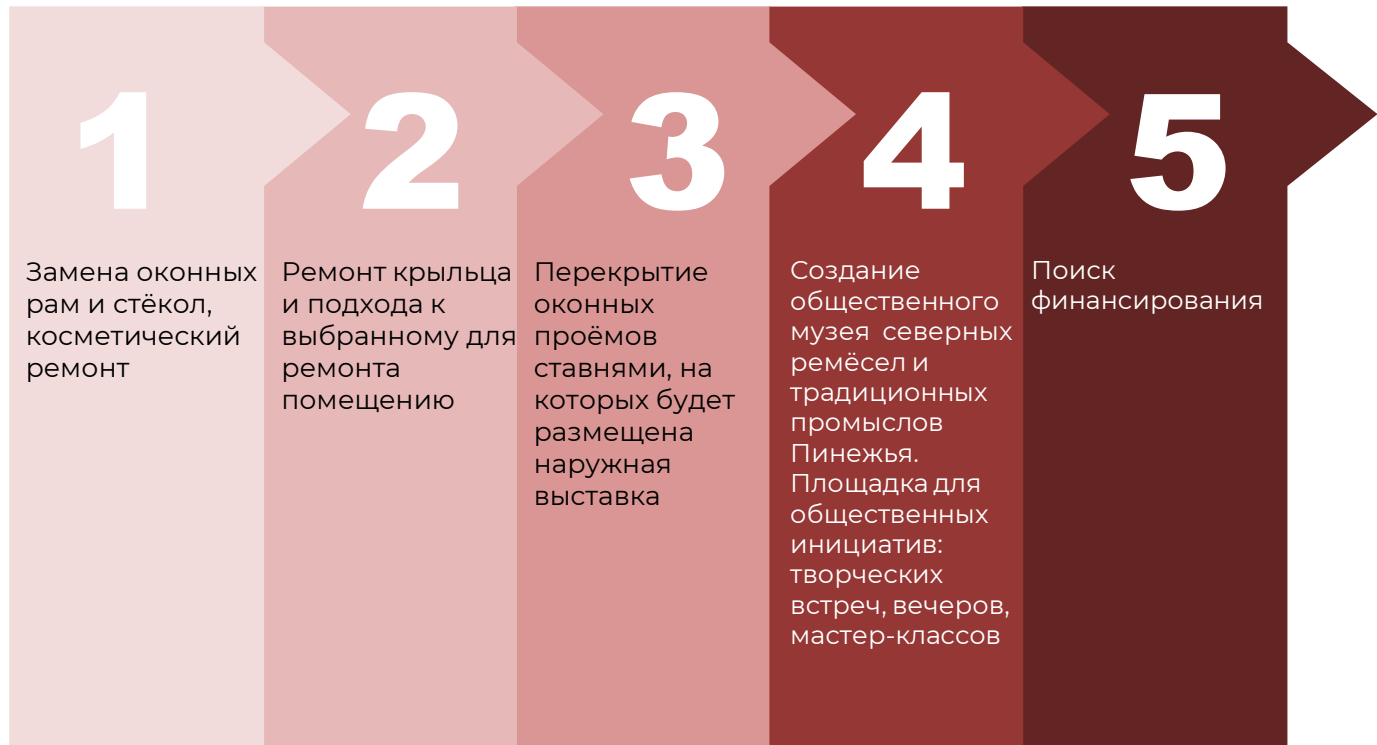 1
Замена оконных
рам и стёкол,
косметический
ремонт
2
Ремонт крыльца
и подхода к
выбранному для
ремонта
помещению
3
Перекрытие
оконных
проёмов
ставнями, на
которых будет
размещена
наружная
выставка
4
Создание
общественного
музея северных
ремёсел и
традиционных
промыслов
Пинежья.
Площадка для
общественных
инициатив:
творческих
встреч, вечеров,
мастер-классов
5
Поиск
финансирования